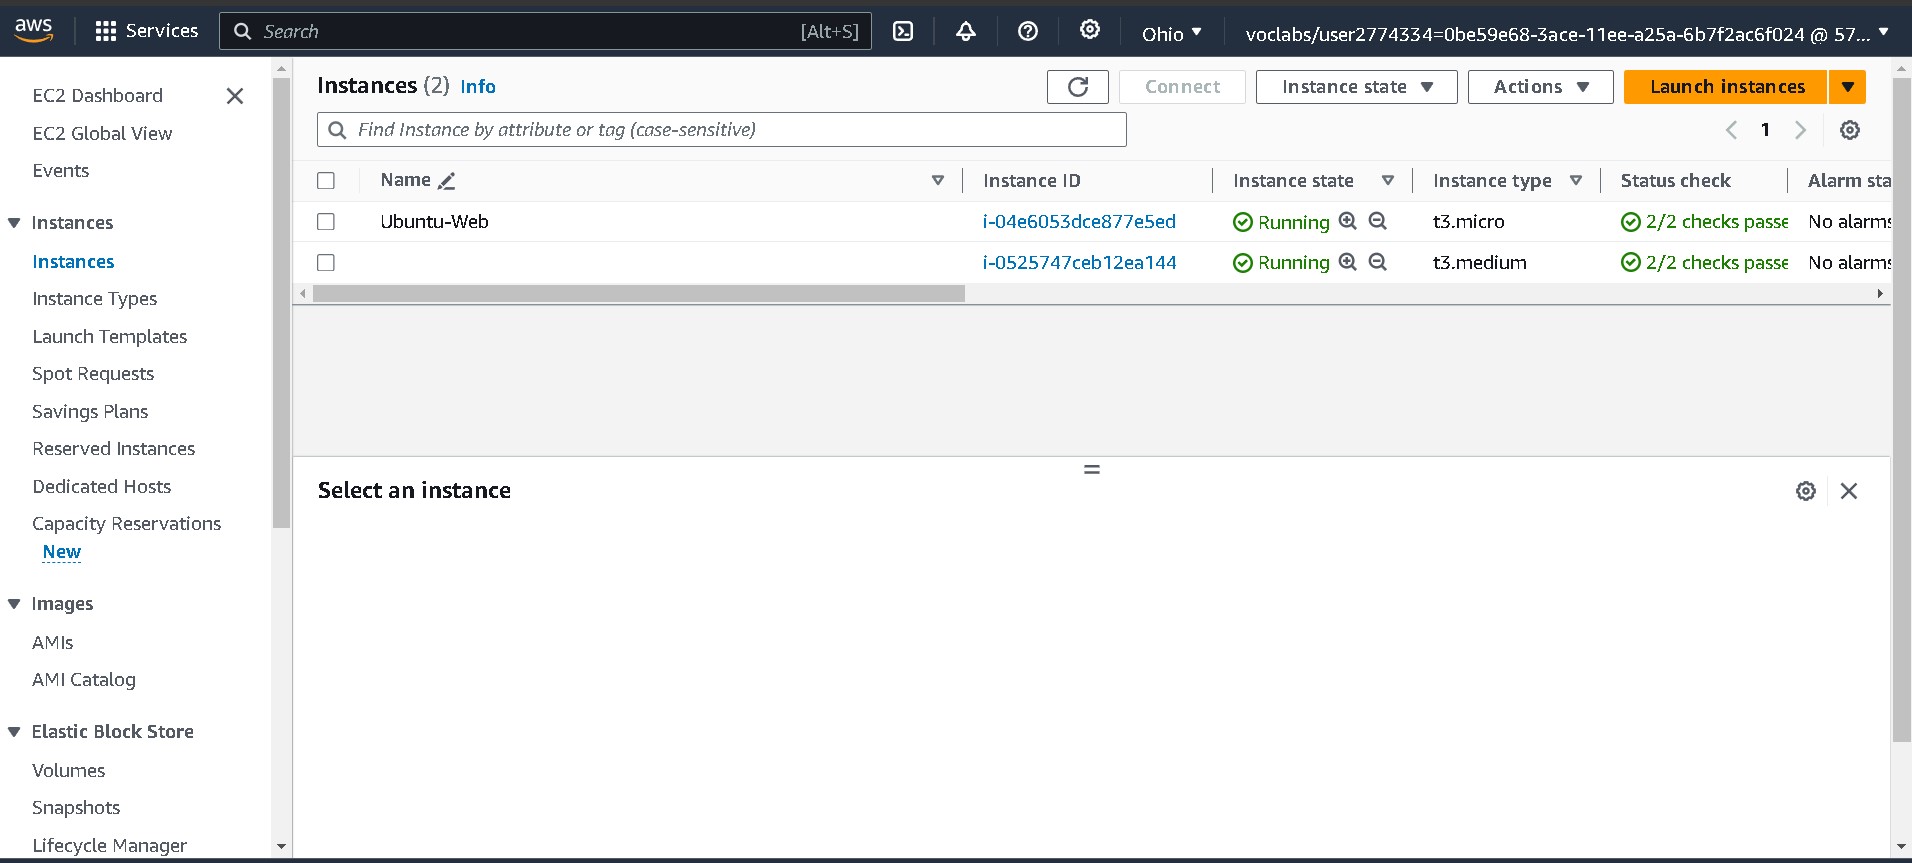 aws Services Search [Alt+S] Ohio voclabs/user2774334=0be59e68-3ace-11ee-a25a-6b7f2ac6f024 @ 57...
EC2 Dashboard
EC2 Global View
Events
Instances
Instances
Instance Types
Launch Templates
Spot Requests
Savings Plans
Reserved Instances
Dedicated Hosts
Capacity Reservations
New
Images
AMIs
AMI Catalog
Elastic Block Store
Volumes
Snapshots
Lifecycle Manager
Instances (2) Info Connect Instance state Actions Launch instances
Find Instance by attribute or tag (case-sensitive) 1
Name Instance ID Instance state Instance type Status check Alarm sta
Ubuntu-Web i-04e6053dce877e5ed Running t3.micro 2/2 checks passe No alarms
i-0525747ceb12ea144 Running t3.medium 2/2 checks passe No alarms
Select an instance